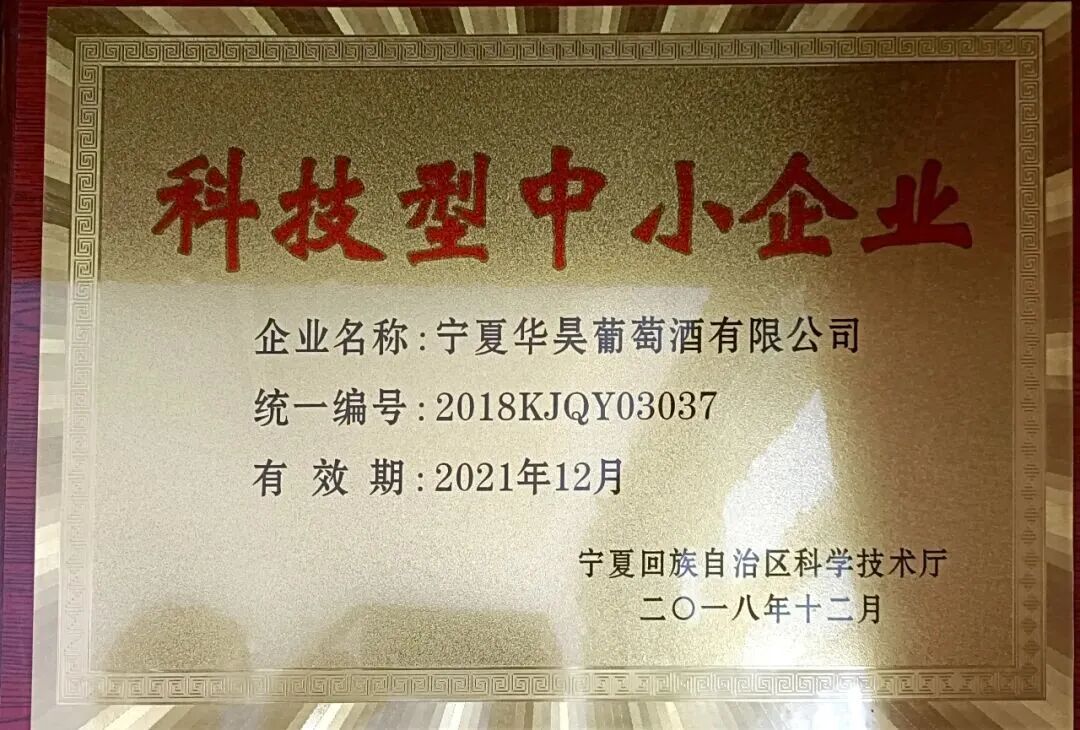 科技型中小企业
企业名称:宁夏华昊葡萄酒有限公司
统一编号:2018KJQY03037
有 效 期:2021年12月
宁夏回族自治区科学技术厅
二〇一八年十二月